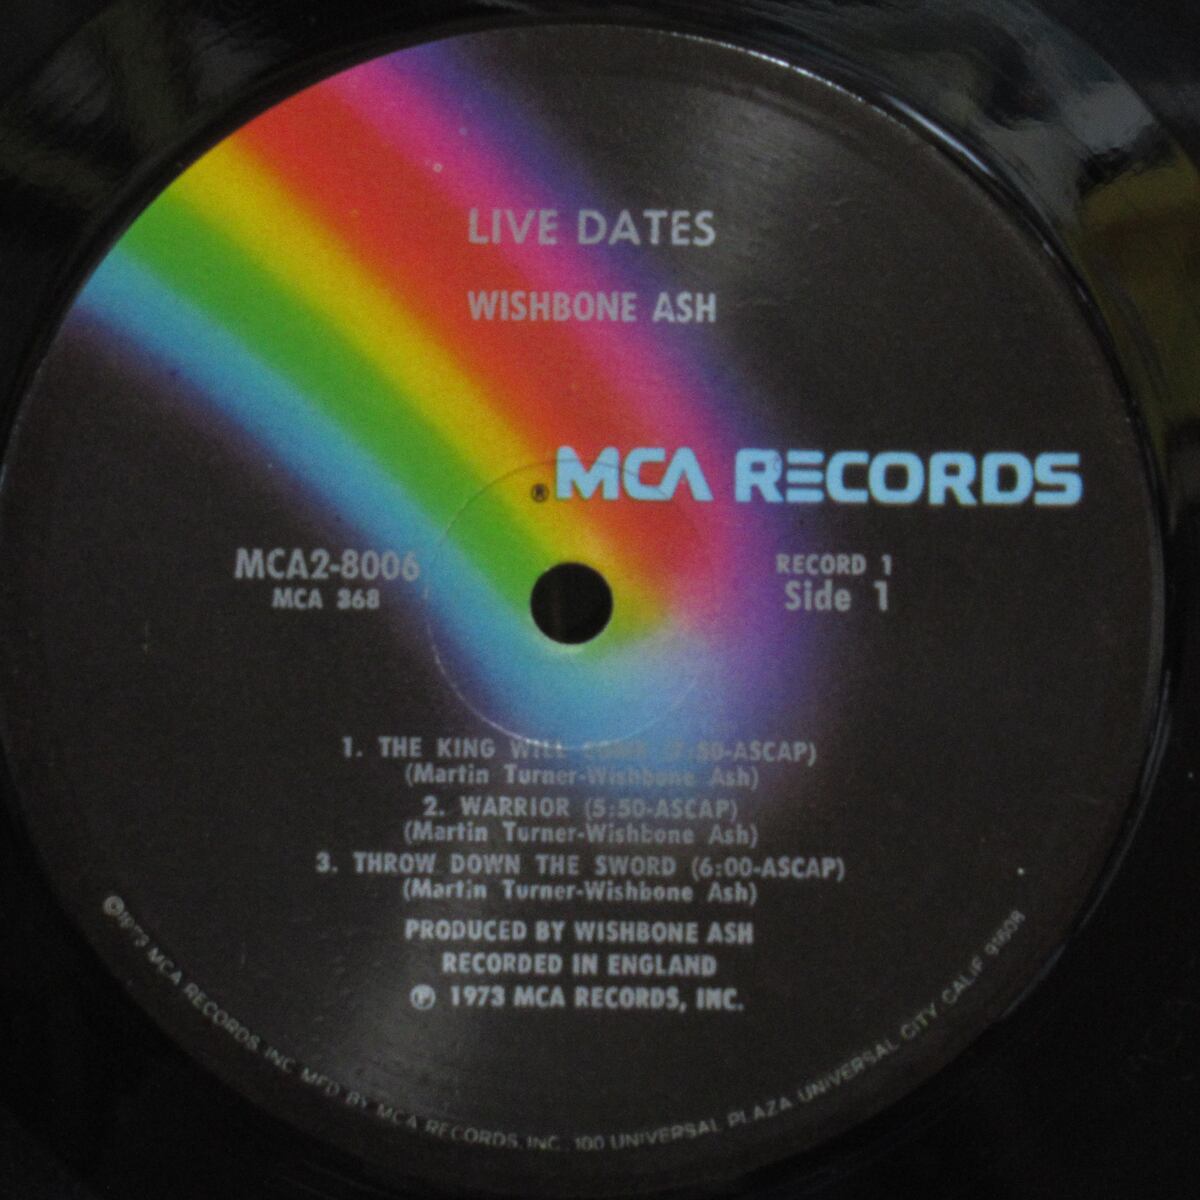 LIVE DATES
WISHBONE ASH
® MCA RECORDS
MCA2-8006
MCA 368
RECORD 1
Side 1
1. THE KING WILL COME (7:50-ASCAP)
(Martin Turner-Wishbone Ash)
2. WARRIOR (5:50-ASCAP)
(Martin Turner-Wishbone Ash)
3. THROW DOWN THE SWORD (6:00-ASCAP)
(Martin Turner-Wishbone Ash)
PRODUCED BY WISHBONE ASH
RECORDED IN ENGLAND
℗ 1973 MCA RECORDS, INC.
©1973 MCA RECORDS INC MFD BY MCA RECORDS, INC., 100 UNIVERSAL PLAZA UNIVERSAL CITY CALIF 91608